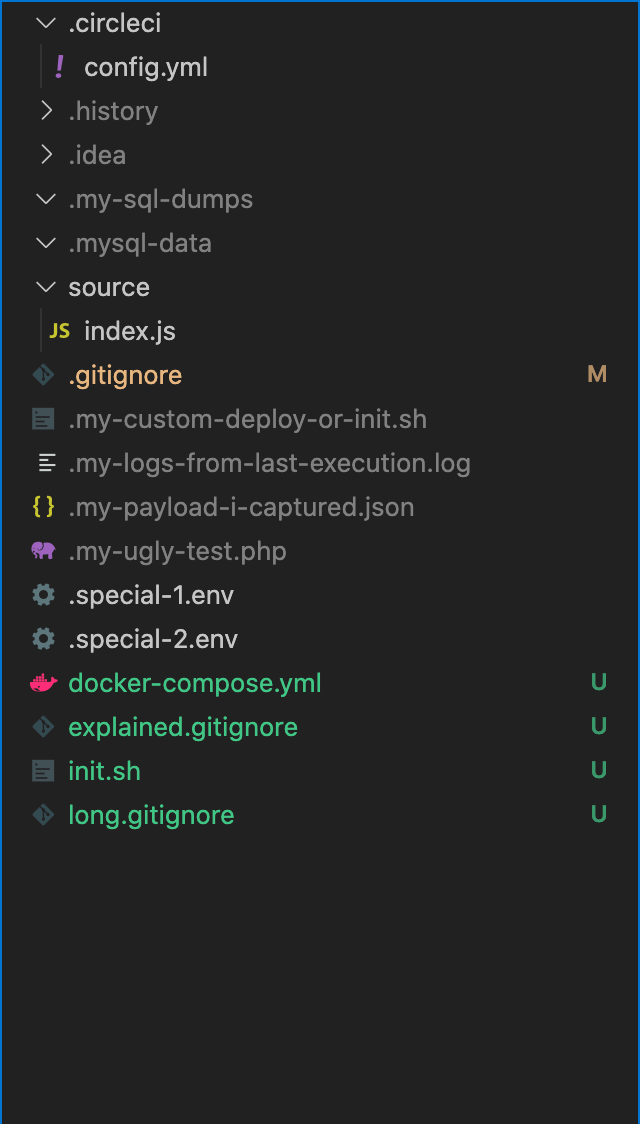 .circleci
! config.yml
.history
.idea
.my-sql-dumps
.mysql-data
source
JS index.js
.gitignore M
.my-custom-deploy-or-init.sh
.my-logs-from-last-execution.log
{} .my-payload-i-captured.json
.my-ugly-test.php
.special-1.env
.special-2.env
docker-compose.yml U
explained.gitignore U
init.sh U
long.gitignore U